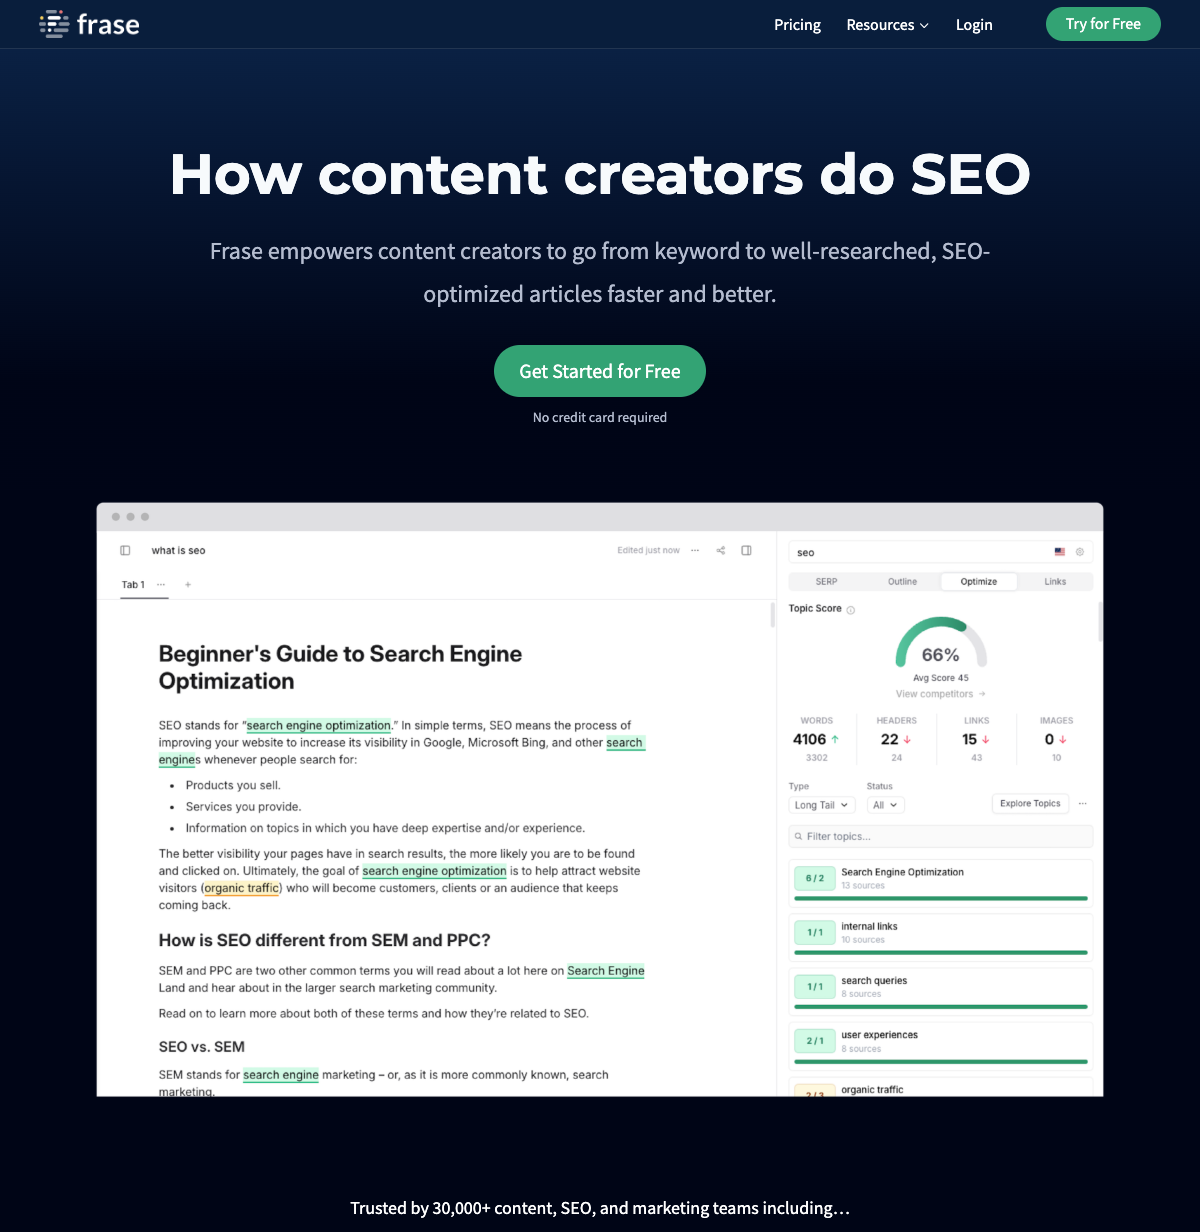 frase
Pricing
Resources
Login
Try for Free
How content creators do SEO
Frase empowers content creators to go from keyword to well-researched, SEO-
optimized articles faster and better.
Get Started for Free
No credit card required
what is seo
Edited just now
Tab 1
+
Beginner's Guide to Search Engine
Optimization
SEO stands for “search engine optimization.” In simple terms, SEO means the process of
improving your website to increase its visibility in Google, Microsoft Bing, and other search
engines whenever people search for:
• Products you sell.
• Services you provide.
• Information on topics in which you have deep expertise and/or experience.
The better visibility your pages have in search results, the more likely you are to be found
and clicked on. Ultimately, the goal of search engine optimization is to help attract website
visitors (organic traffic) who will become customers, clients or an audience that keeps
coming back.
How is SEO different from SEM and PPC?
SEM and PPC are two other common terms you will read about a lot here on Search Engine
Land and hear about in the larger search marketing community.
Read on to learn more about both of these terms and how they’re related to SEO.
SEO vs. SEM
SEM stands for search engine marketing – or, as it is more commonly known, search
marketing.
seo
SERP
Outline
Optimize
Links
Topic Score
66%
Avg Score 45
View competitors →
WORDS
4106 ↑
3302
HEADERS
22 ↓
24
LINKS
15 ↓
43
IMAGES
0 ↓
10
Type
Status
Long Tail
All
Explore Topics
Filter topics...
6 / 2
Search Engine Optimization
13 sources
1 / 1
internal links
10 sources
1 / 1
search queries
8 sources
2 / 1
user experiences
8 sources
2 / 3
organic traffic
Trusted by 30,000+ content, SEO, and marketing teams including…